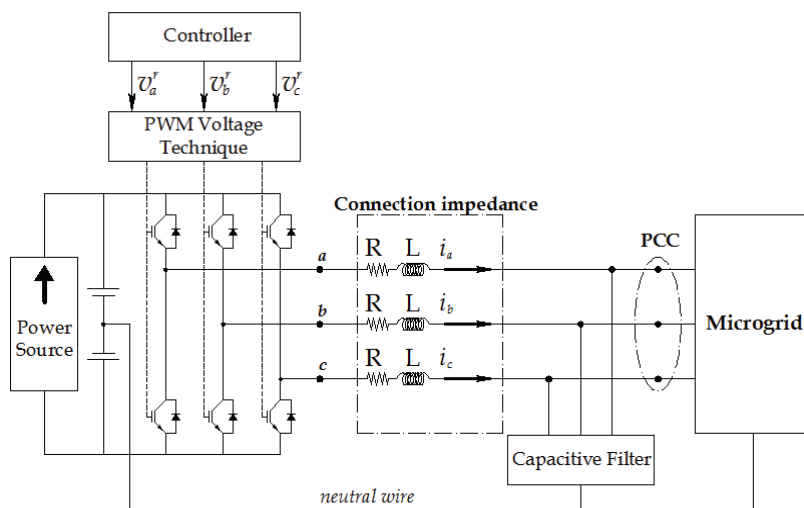 Controller
v_a^r v_b^r v_c^r
PWM Voltage
Technique
Connection impedance
a R L i_a
PCC
Power
Source
b R L i_b
Microgrid
c R L i_c
Capacitive Filter
neutral wire